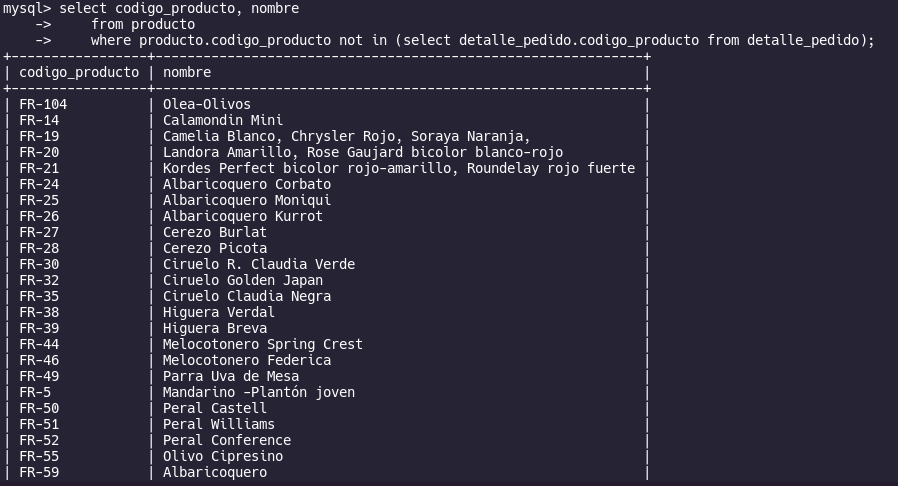 mysql> select codigo_producto, nombre
    ->     from producto
    ->     where producto.codigo_producto not in (select detalle_pedido.codigo_producto from detalle_pedido);
+-----------------+-------------------------------------------------------------+
| codigo_producto | nombre                                                      |
+-----------------+-------------------------------------------------------------+
| FR-104          | Olea-Olivos                                                 |
| FR-14           | Calamondin Mini                                             |
| FR-19           | Camelia Blanco, Chrysler Rojo, Soraya Naranja,              |
| FR-20           | Landora Amarillo, Rose Gaujard bicolor blanco-rojo          |
| FR-21           | Kordes Perfect bicolor rojo-amarillo, Roundelay rojo fuerte |
| FR-24           | Albaricoquero Corbato                                       |
| FR-25           | Albaricoquero Moniqui                                       |
| FR-26           | Albaricoquero Kurrot                                        |
| FR-27           | Cerezo Burlat                                               |
| FR-28           | Cerezo Picota                                               |
| FR-30           | Ciruelo R. Claudia Verde                                    |
| FR-32           | Ciruelo Golden Japan                                        |
| FR-35           | Ciruelo Claudia Negra                                       |
| FR-38           | Higuera Verdal                                              |
| FR-39           | Higuera Breva                                               |
| FR-44           | Melocotonero Spring Crest                                   |
| FR-46           | Melocotonero Federica                                       |
| FR-49           | Parra Uva de Mesa                                           |
| FR-5            | Mandarino -Plantón joven                                    |
| FR-50           | Peral Castell                                               |
| FR-51           | Peral Williams                                              |
| FR-52           | Peral Conference                                            |
| FR-55           | Olivo Cipresino                                             |
| FR-59           | Albaricoquero                                               |